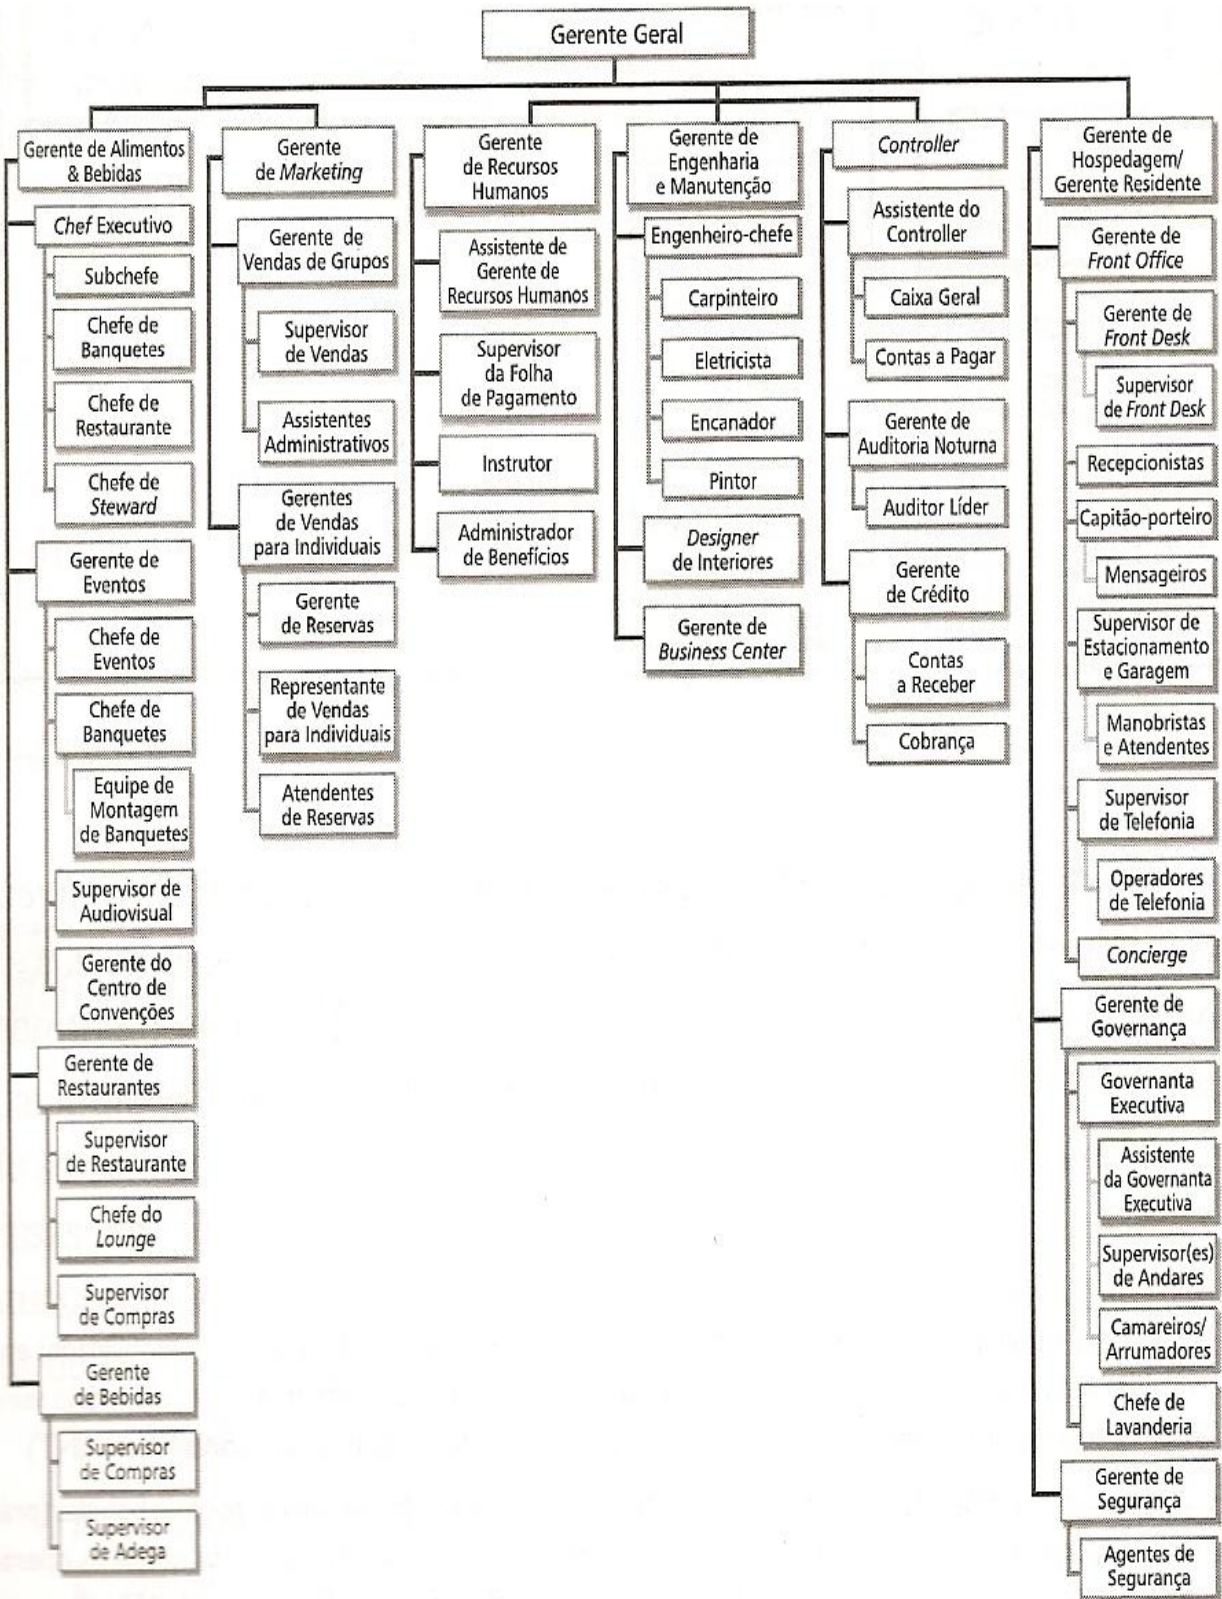 Gerente Geral
Gerente de Alimentos
& Bebidas
Chef Executivo
Subchefe
Chefe de
Banquetes
Chefe de
Restaurante
Chefe de
Steward
Gerente de
Eventos
Chefe de
Eventos
Chefe de
Banquetes
Equipe de
Montagem
de Banquetes
Supervisor de
Audiovisual
Gerente do
Centro de
Convenções
Gerente de
Restaurantes
Supervisor
de Restaurante
Chefe do
Lounge
Supervisor
de Compras
Gerente
de Bebidas
Supervisor
de Compras
Supervisor
de Adega
Gerente
de Marketing
Gerente de
Vendas de Grupos
Supervisor
de Vendas
Assistentes
Administrativos
Gerentes
de Vendas
para Individuais
Gerente
de Reservas
Representante
de Vendas
para Individuais
Atendentes
de Reservas
Gerente
de Recursos
Humanos
Assistente de
Gerente de
Recursos Humanos
Supervisor
da Folha
de Pagamento
Instrutor
Administrador
de Benefícios
Gerente de
Engenharia
e Manutenção
Engenheiro-chefe
Carpinteiro
Eletricista
Encanador
Pintor
Designer
de Interiores
Gerente de
Business Center
Controller
Assistente do
Controller
Caixa Geral
Contas a Pagar
Gerente de
Auditoria Noturna
Auditor Líder
Gerente
de Crédito
Contas
a Receber
Cobrança
Gerente de
Hospedagem/
Gerente Residente
Gerente de
Front Office
Gerente de
Front Desk
Supervisor
de Front Desk
Recepcionistas
Capitão-porteiro
Mensageiros
Supervisor de
Estacionamento
e Garagem
Manobristas
e Atendentes
Supervisor
de Telefonia
Operadores
de Telefonia
Concierge
Gerente de
Governança
Governanta
Executiva
Assistente
da Governanta
Executiva
Supervisor(es)
de Andares
Camareiros/
Arrumadores
Chefe de
Lavanderia
Gerente de
Segurança
Agentes de
Segurança